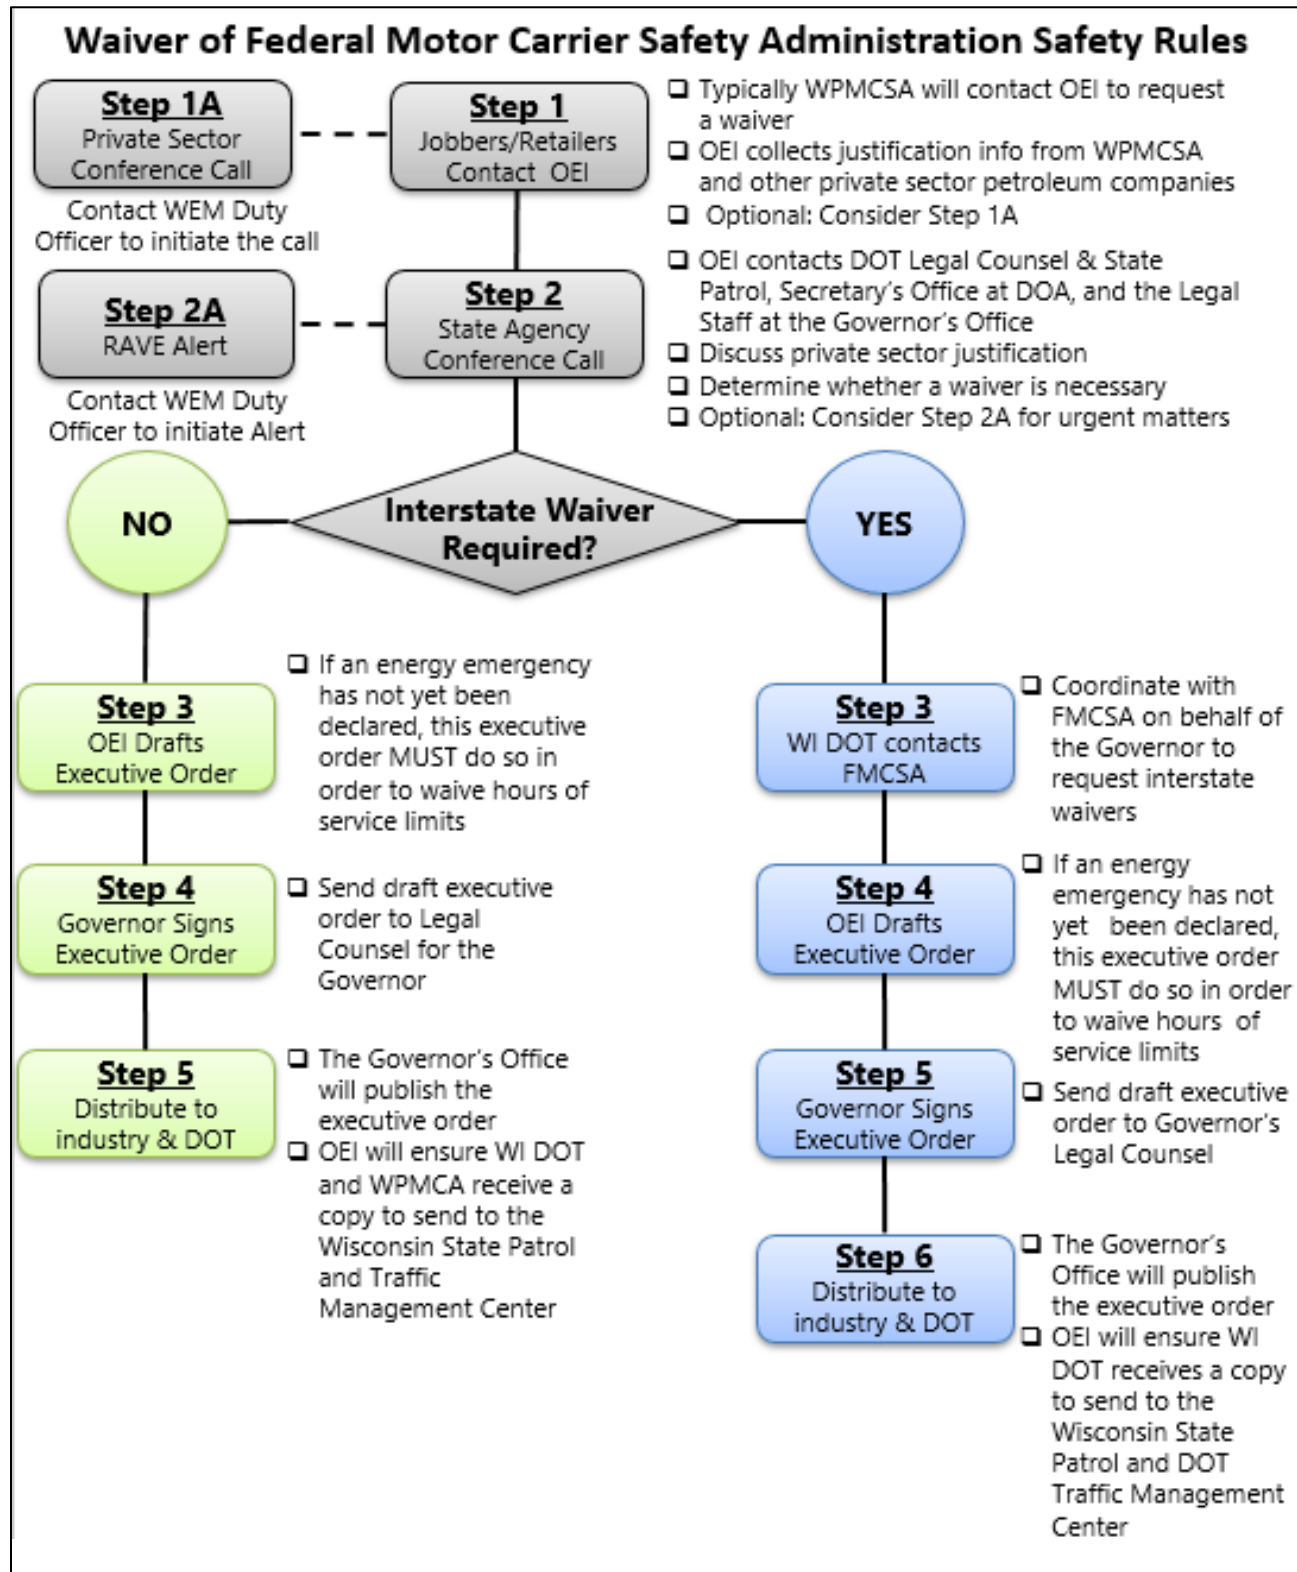 Waiver of Federal Motor Carrier Safety Administration Safety Rules
Step 1A
Private Sector
Conference Call
Contact WEM Duty
Officer to initiate the call
Step 1
Jobbers/Retailers
Contact OEI
❑ Typically WPMCSA will contact OEI to request
a waiver
❑ OEI collects justification info from WPMCSA
and other private sector petroleum companies
❑ Optional: Consider Step 1A
Step 2A
RAVE Alert
Contact WEM Duty
Officer to initiate Alert
Step 2
State Agency
Conference Call
❑ OEI contacts DOT Legal Counsel & State
Patrol, Secretary's Office at DOA, and the Legal
Staff at the Governor's Office
❑ Discuss private sector justification
❑ Determine whether a waiver is necessary
❑ Optional: Consider Step 2A for urgent matters
NO
Interstate Waiver
Required?
YES
Step 3
OEI Drafts
Executive Order
❑ If an energy emergency
has not yet been
declared, this executive
order MUST do so in
order to waive hours of
service limits
Step 4
Governor Signs
Executive Order
❑ Send draft executive
order to Legal
Counsel for the
Governor
Step 5
Distribute to
industry & DOT
❑ The Governor's Office
will publish the
executive order
❑ OEI will ensure WI DOT
and WPMCA receive a
copy to send to the
Wisconsin State Patrol
and Traffic
Management Center
Step 3
WI DOT contacts
FMCSA
❑ Coordinate with
FMCSA on behalf of
the Governor to
request interstate
waivers
Step 4
OEI Drafts
Executive Order
❑ If an energy
emergency has not
yet been declared,
this executive order
MUST do so in order
to waive hours of
service limits
Step 5
Governor Signs
Executive Order
❑ Send draft executive
order to Governor's
Legal Counsel
Step 6
Distribute to
industry & DOT
❑ The Governor's
Office will publish
the executive order
❑ OEI will ensure WI
DOT receives a copy
to send to the
Wisconsin State
Patrol and DOT
Traffic Management
Center